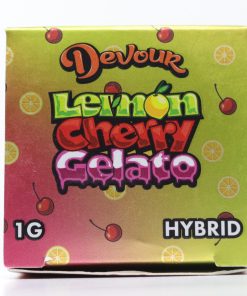 Devour
Lemon
Cherry
Gelato
1G
HYBRID